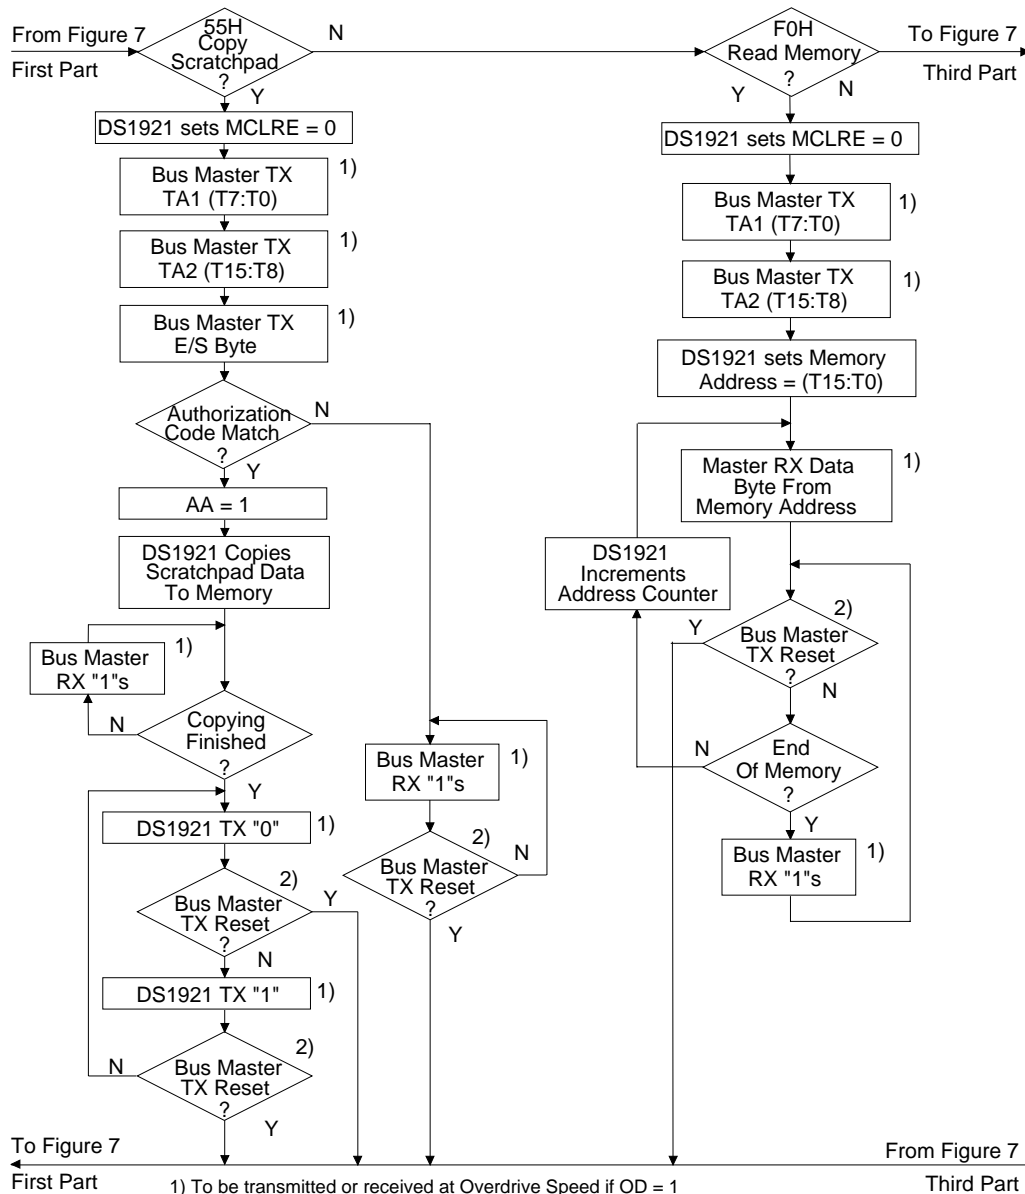 From Figure 7
First Part
55H
Copy
Scratchpad
?
N
Y
F0H
Read Memory
?
Y
N
To Figure 7
Third Part
DS1921 sets MCLRE = 0
Bus Master TX
TA1 (T7:T0)
1)
Bus Master TX
TA2 (T15:T8)
1)
Bus Master TX
E/S Byte
1)
Authorization
Code Match
?
N
Y
AA = 1
DS1921 Copies
Scratchpad Data
To Memory
Bus Master
RX "1"s
1)
Copying
Finished
?
N
Y
DS1921 TX "0"
1)
Bus Master
TX Reset
?
2)
Y
N
DS1921 TX "1"
1)
Bus Master
TX Reset
?
2)
N
Y
Bus Master
RX "1"s
1)
Bus Master
TX Reset
?
2)
N
Y
DS1921 sets MCLRE = 0
Bus Master TX
TA1 (T7:T0)
1)
Bus Master TX
TA2 (T15:T8)
1)
DS1921 sets Memory
Address = (T15:T0)
Master RX Data
Byte From
Memory Address
1)
DS1921
Increments
Address Counter
Bus Master
TX Reset
?
2)
Y
N
End
Of Memory
?
N
Y
Bus Master
RX "1"s
1)
To Figure 7
First Part
From Figure 7
Third Part
1) To be transmitted or received at Overdrive Speed if OD = 1